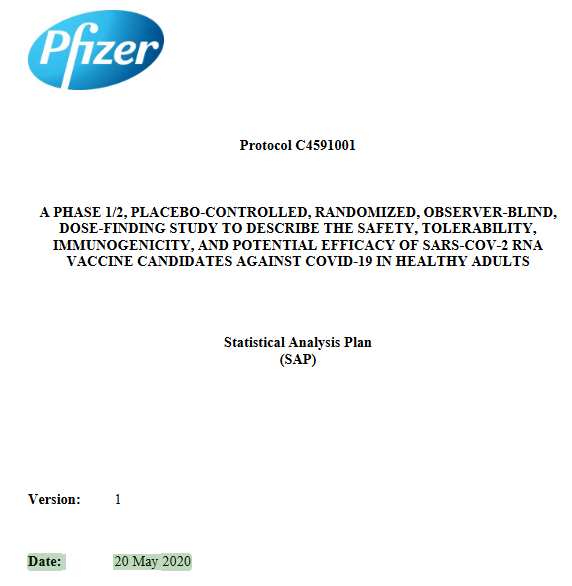 Pfizer
Protocol C4591001
A PHASE 1/2, PLACEBO-CONTROLLED, RANDOMIZED, OBSERVER-BLIND,
DOSE-FINDING STUDY TO DESCRIBE THE SAFETY, TOLERABILITY,
IMMUNOGENICITY, AND POTENTIAL EFFICACY OF SARS-COV-2 RNA
VACCINE CANDIDATES AGAINST COVID-19 IN HEALTHY ADULTS
Statistical Analysis Plan
(SAP)
Version: 1
Date: 20 May 2020